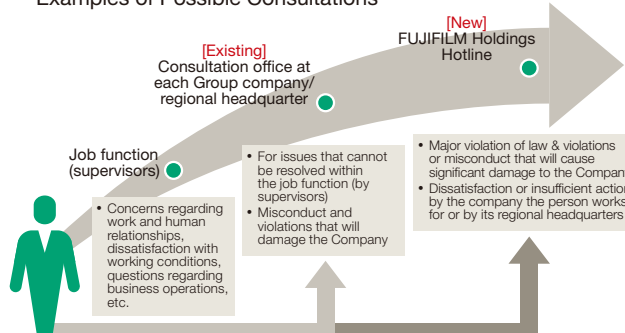 Examples of Possible Consultations
[New]
FUJIFILM Holdings
Hotline
[Existing]
Consultation office at
each Group company/
regional headquarter
Job function
(supervisors)
• Concerns regarding
work and human
relationships,
dissatisfaction with
working conditions,
questions regarding
business operations,
etc.
• For issues that cannot
be resolved within
the job function (by
supervisors)
• Misconduct and
violations that will
damage the Company
• Major violation of law & violations
or misconduct that will cause
significant damage to the Company
• Dissatisfaction or insufficient action
by the company the person works
for or by its regional headquarters